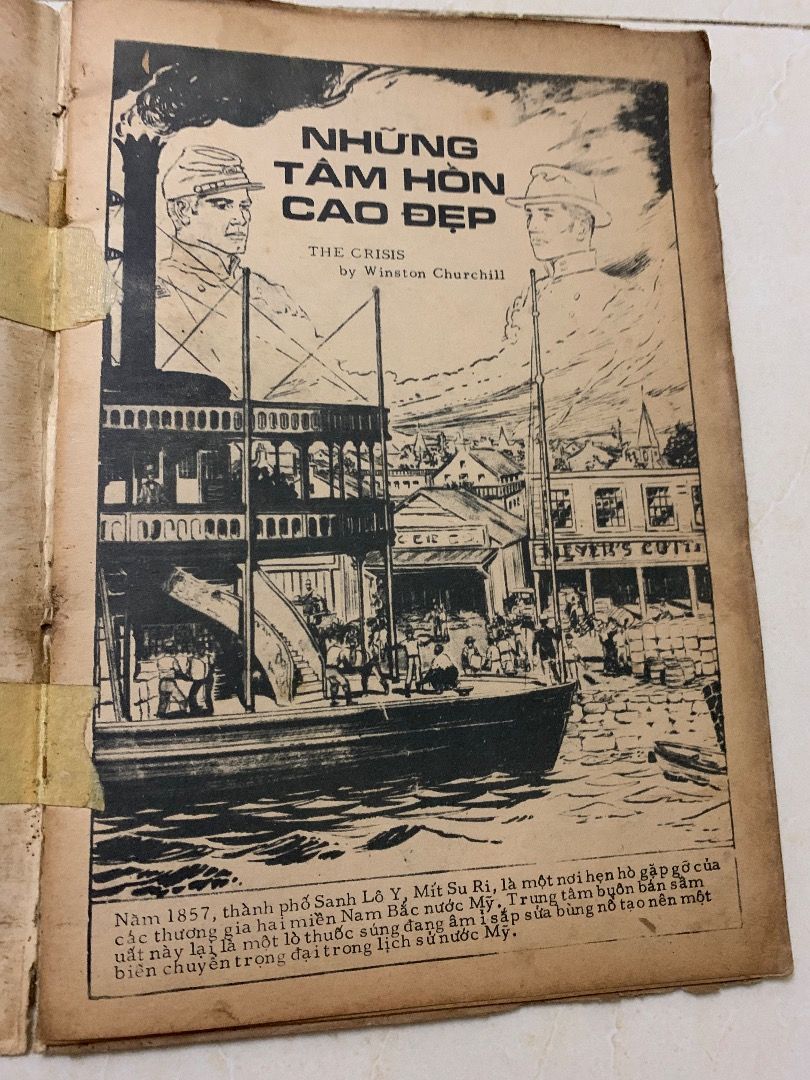 NHỮNG
TÂM HỒN
CAO ĐẸP
THE CRISIS
by Winston Churchill
MEYER'S COTT
Năm 1857, thành phố Sanh Lô Y, Mít Su Ri, là một nơi hẹn hò gặp gỡ của
các thương gia hai miền Nam Bắc nước Mỹ. Trung tâm buôn bán sầm
uất này lại là một lò thuốc súng đang âm ỉ sắp sửa bùng nổ tạo nên một
biến chuyển trọng đại trong lịch sử nước Mỹ.